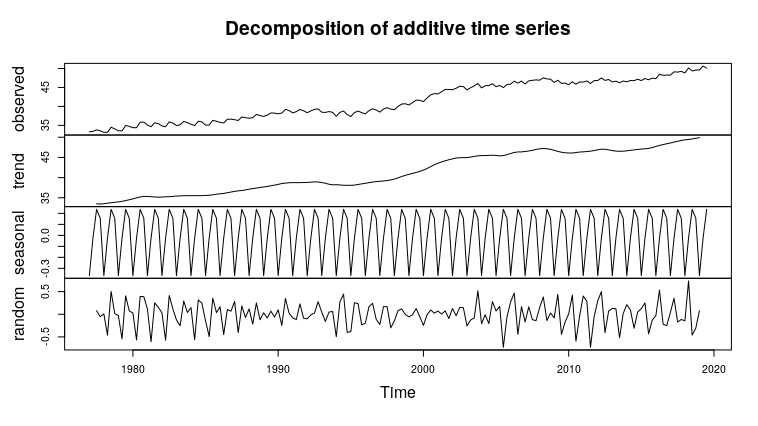 Decomposition of additive time series
observed
35 45
trend
35 45
seasonal
-0.3 0.0
random
-0.5 0.5
1980 1990 2000 2010 2020
Time